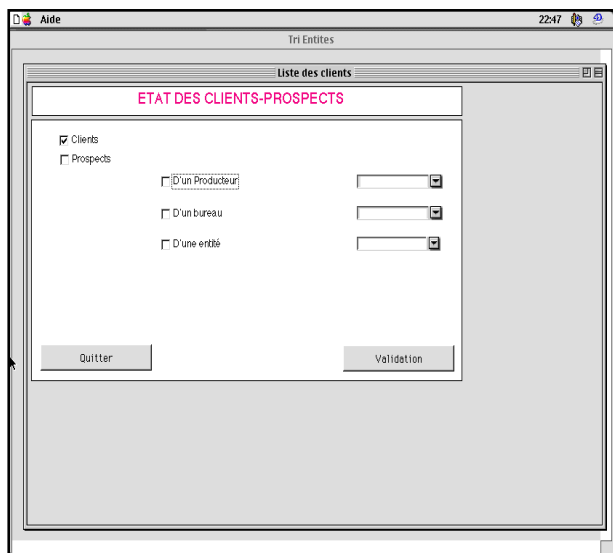 Aide 22:47
Tri Entites
Liste des clients
ETAT DES CLIENTS-PROSPECTS
Clients
Prospects
D'un Producteur
D'un bureau
D'une entité
Quitter Validation